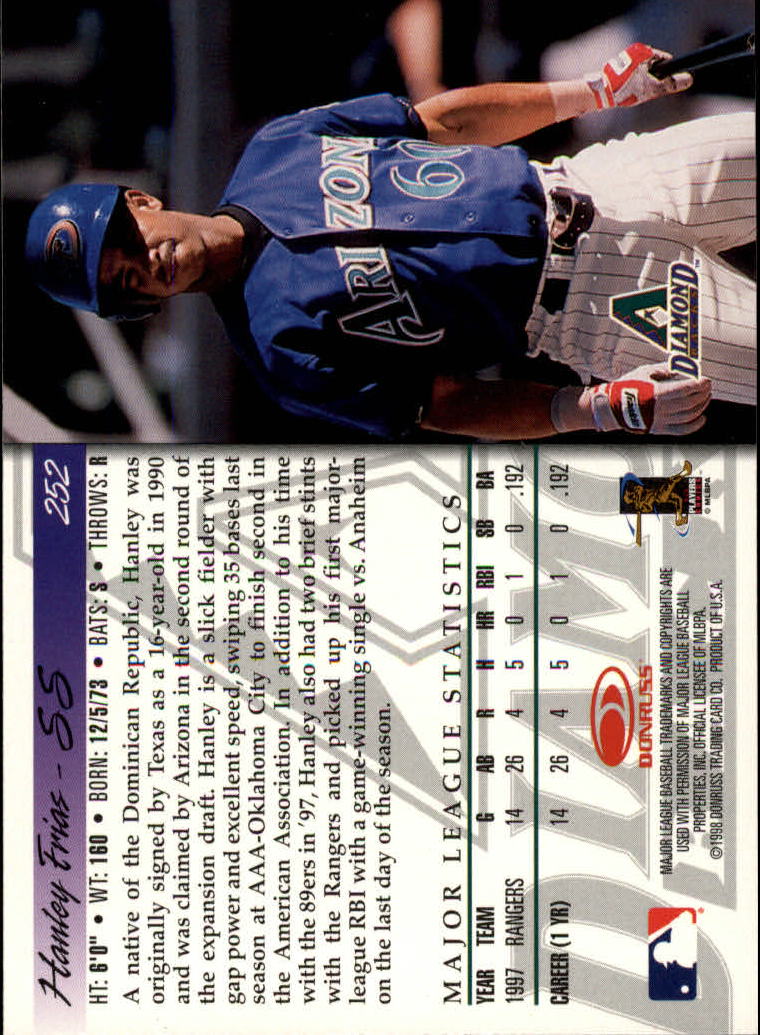 Hanley Frias - SS 252
HT: 6'0" • WT: 160 • BORN: 12/5/73 • BATS: S • THROWS: R
A native of the Dominican Republic, Hanley was
originally signed by Texas as a 16-year-old in 1990
and was claimed by Arizona in the second round of
the expansion draft. Hanley is a slick fielder with
gap power and excellent speed, swiping 35 bases last
season at AAA-Oklahoma City to finish second in
the American Association. In addition to his time
with the 89ers in '97, Hanley also had two brief stints
with the Rangers and picked up his first major-
league RBI with a game-winning single vs. Anaheim
on the last day of the season.
MAJOR LEAGUE STATISTICS
YEAR TEAM G AB R H HR RBI SB BA
1997 RANGERS 14 26 4 5 0 1 0 .192
CAREER (1 YR) 14 26 4 5 0 1 0 .192
DONRUSS
MAJOR LEAGUE BASEBALL TRADEMARKS AND COPYRIGHTS ARE
USED WITH PERMISSION OF MAJOR LEAGUE BASEBALL
PROPERTIES, INC. OFFICIAL LICENSEE OF MLBPA.
©1998 DONRUSS TRADING CARD CO. PRODUCT OF U.S.A.
PLAYERS
© MLBPA
DIAMO
ARIZON
60
A
DIAMOND
Franklin